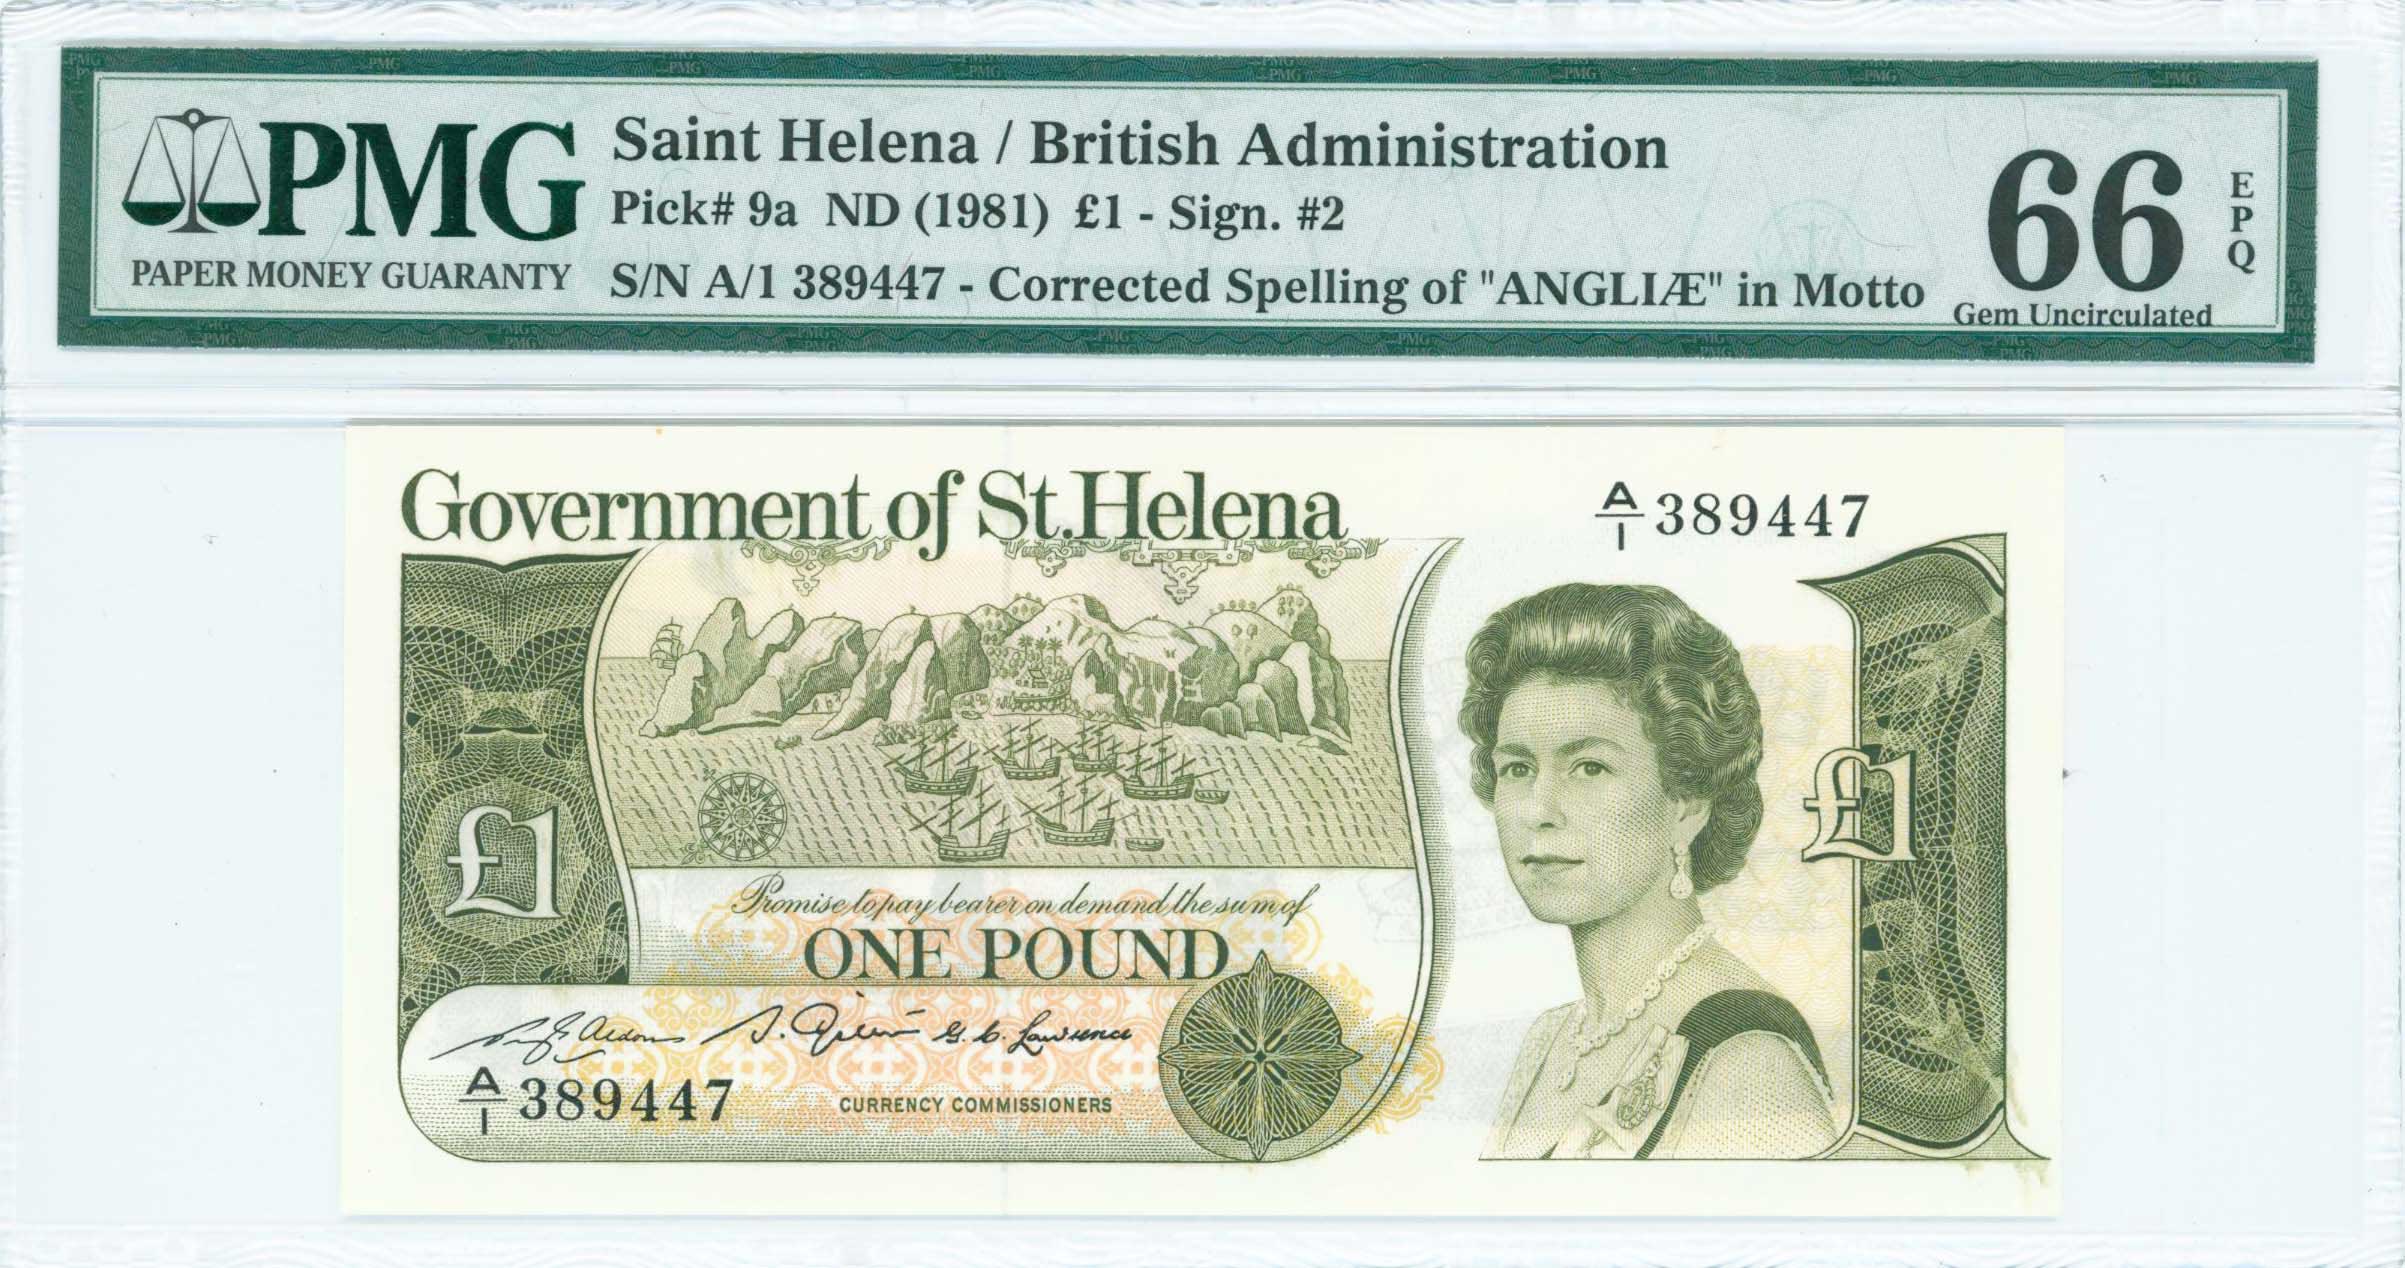 PMG
PAPER MONEY GUARANTY
Saint Helena / British Administration
Pick# 9a ND (1981) £1 - Sign. #2
S/N A/1 389447 - Corrected Spelling of "ANGLIÆ" in Motto
66
EPQ
Gem Uncirculated
Government of St. Helena
A/1 389447
£1
£1
Promise to pay bearer on demand the sum of
ONE POUND
G. C. Lawrence
A/1 389447
CURRENCY COMMISSIONERS